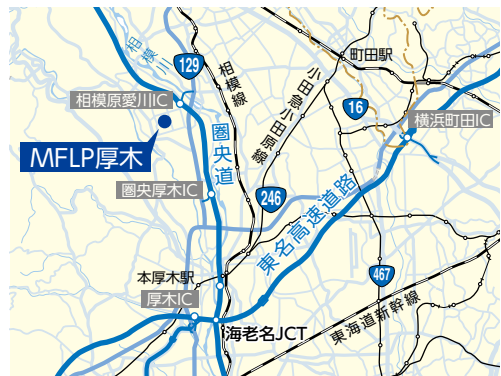 相模川
129
相模線
町田駅
相模原愛川IC
小田急小田原線
16
横浜町田IC
MFLP厚木
圏央道
圏央厚木IC
246
東名高速道路
本厚木駅
467
厚木IC
東海道新幹線
海老名JCT